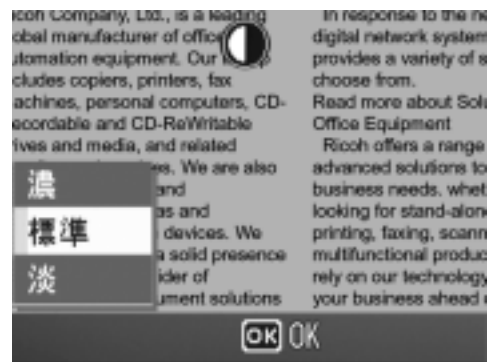 icoh Company, Ltd., is a leading
obal manufacturer of office
utomation equipment. Our
cludes copiers, printers, fax
achines, personal computers, CD-
ecordable and CD-ReWritable
ives and media, and related
es. We are also
and
as and
devices. We
a solid presence
ider of
ument solutions
In response to the ne
digital network system
provides a variety of s
choose from.
Read more about Solu
Office Equipment
Ricoh offers a range
advanced solutions to
business needs. whet
looking for stand-alone
printing, faxing, scann
multifunctional produc
rely on our technology
your business ahead
濃
標準
淡
OK OK